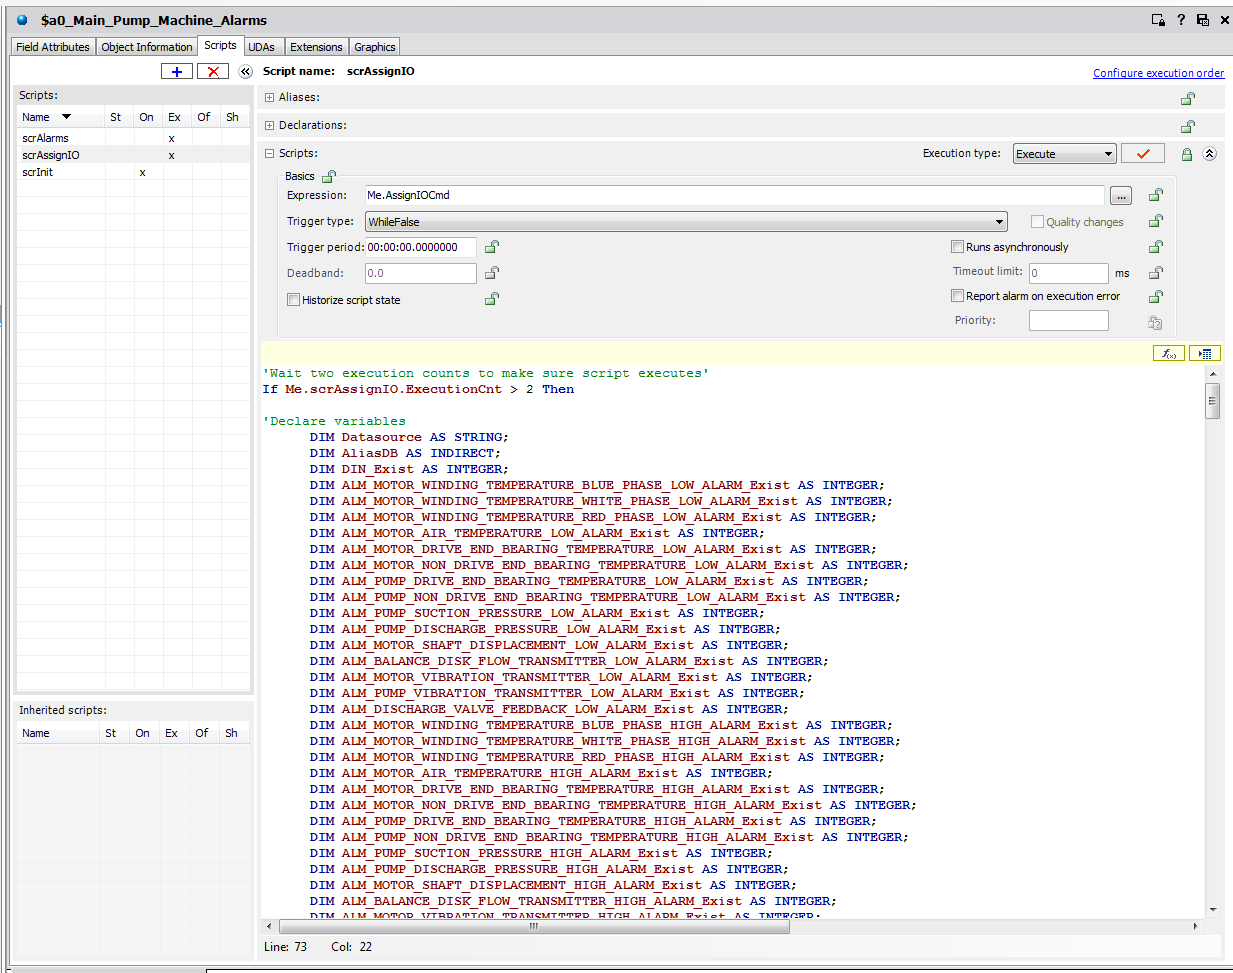 $a0_Main_Pump_Machine_Alarms
?
Field Attributes Object Information Scripts UDAs Extensions Graphics
Script name: scrAssignIO
Configure execution order
Scripts:
Name St On Ex Of Sh
scrAlarms x
scrAssignIO x
scrInit x
Inherited scripts:
Name St On Ex Of Sh
Aliases:
Declarations:
Scripts: Execution type: Execute
Basics
Expression: Me.AssignIOCmd ...
Trigger type: WhileFalse Quality changes
Trigger period: 00:00:00.0000000 Runs asynchronously
Deadband: 0.0 Timeout limit: 0 ms
Historize script state Report alarm on execution error
Priority:
f(x)
'Wait two execution counts to make sure script executes'
If Me.scrAssignIO.ExecutionCnt > 2 Then
'Declare variables
DIM Datasource AS STRING;
DIM AliasDB AS INDIRECT;
DIM DIN_Exist AS INTEGER;
DIM ALM_MOTOR_WINDING_TEMPERATURE_BLUE_PHASE_LOW_ALARM_Exist AS INTEGER;
DIM ALM_MOTOR_WINDING_TEMPERATURE_WHITE_PHASE_LOW_ALARM_Exist AS INTEGER;
DIM ALM_MOTOR_WINDING_TEMPERATURE_RED_PHASE_LOW_ALARM_Exist AS INTEGER;
DIM ALM_MOTOR_AIR_TEMPERATURE_LOW_ALARM_Exist AS INTEGER;
DIM ALM_MOTOR_DRIVE_END_BEARING_TEMPERATURE_LOW_ALARM_Exist AS INTEGER;
DIM ALM_MOTOR_NON_DRIVE_END_BEARING_TEMPERATURE_LOW_ALARM_Exist AS INTEGER;
DIM ALM_PUMP_DRIVE_END_BEARING_TEMPERATURE_LOW_ALARM_Exist AS INTEGER;
DIM ALM_PUMP_NON_DRIVE_END_BEARING_TEMPERATURE_LOW_ALARM_Exist AS INTEGER;
DIM ALM_PUMP_SUCTION_PRESSURE_LOW_ALARM_Exist AS INTEGER;
DIM ALM_PUMP_DISCHARGE_PRESSURE_LOW_ALARM_Exist AS INTEGER;
DIM ALM_MOTOR_SHAFT_DISPLACEMENT_LOW_ALARM_Exist AS INTEGER;
DIM ALM_BALANCE_DISK_FLOW_TRANSMITTER_LOW_ALARM_Exist AS INTEGER;
DIM ALM_MOTOR_VIBRATION_TRANSMITTER_LOW_ALARM_Exist AS INTEGER;
DIM ALM_PUMP_VIBRATION_TRANSMITTER_LOW_ALARM_Exist AS INTEGER;
DIM ALM_DISCHARGE_VALVE_FEEDBACK_LOW_ALARM_Exist AS INTEGER;
DIM ALM_MOTOR_WINDING_TEMPERATURE_BLUE_PHASE_HIGH_ALARM_Exist AS INTEGER;
DIM ALM_MOTOR_WINDING_TEMPERATURE_WHITE_PHASE_HIGH_ALARM_Exist AS INTEGER;
DIM ALM_MOTOR_WINDING_TEMPERATURE_RED_PHASE_HIGH_ALARM_Exist AS INTEGER;
DIM ALM_MOTOR_AIR_TEMPERATURE_HIGH_ALARM_Exist AS INTEGER;
DIM ALM_MOTOR_DRIVE_END_BEARING_TEMPERATURE_HIGH_ALARM_Exist AS INTEGER;
DIM ALM_MOTOR_NON_DRIVE_END_BEARING_TEMPERATURE_HIGH_ALARM_Exist AS INTEGER;
DIM ALM_PUMP_DRIVE_END_BEARING_TEMPERATURE_HIGH_ALARM_Exist AS INTEGER;
DIM ALM_PUMP_NON_DRIVE_END_BEARING_TEMPERATURE_HIGH_ALARM_Exist AS INTEGER;
DIM ALM_PUMP_SUCTION_PRESSURE_HIGH_ALARM_Exist AS INTEGER;
DIM ALM_PUMP_DISCHARGE_PRESSURE_HIGH_ALARM_Exist AS INTEGER;
DIM ALM_MOTOR_SHAFT_DISPLACEMENT_HIGH_ALARM_Exist AS INTEGER;
DIM ALM_BALANCE_DISK_FLOW_TRANSMITTER_HIGH_ALARM_Exist AS INTEGER;
DIM ALM_MOTOR_VIBRATION_TRANSMITTER_HIGH_ALARM_Exist AS INTEGER;
Line: 73 Col: 22